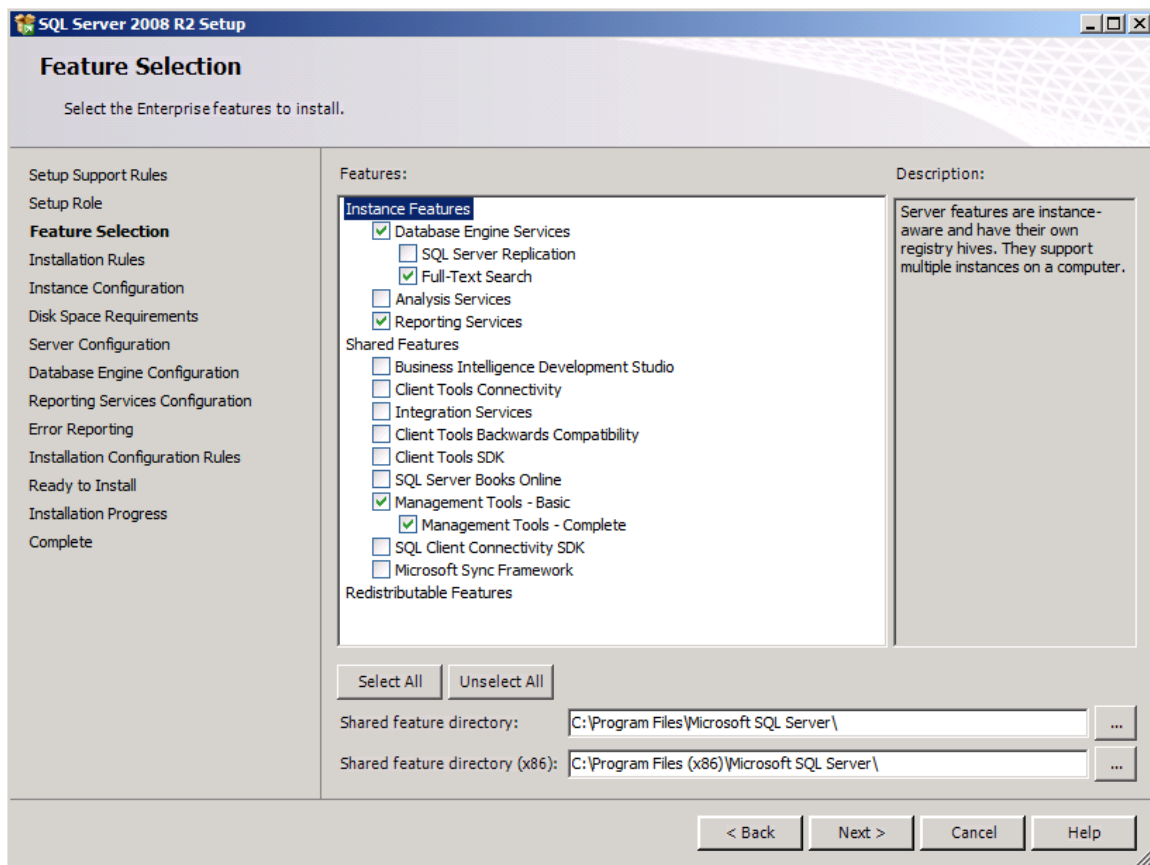 SQL Server 2008 R2 Setup
Feature Selection
Select the Enterprise features to install.
Setup Support Rules
Setup Role
Feature Selection
Installation Rules
Instance Configuration
Disk Space Requirements
Server Configuration
Database Engine Configuration
Reporting Services Configuration
Error Reporting
Installation Configuration Rules
Ready to Install
Installation Progress
Complete
Features:
Instance Features
Database Engine Services
SQL Server Replication
Full-Text Search
Analysis Services
Reporting Services
Shared Features
Business Intelligence Development Studio
Client Tools Connectivity
Integration Services
Client Tools Backwards Compatibility
Client Tools SDK
SQL Server Books Online
Management Tools - Basic
Management Tools - Complete
SQL Client Connectivity SDK
Microsoft Sync Framework
Redistributable Features
Description:
Server features are instance-
aware and have their own
registry hives. They support
multiple instances on a computer.
Select All
Unselect All
Shared feature directory:
C:\Program Files\Microsoft SQL Server\
...
Shared feature directory (x86):
C:\Program Files (x86)\Microsoft SQL Server\
...
< Back
Next >
Cancel
Help